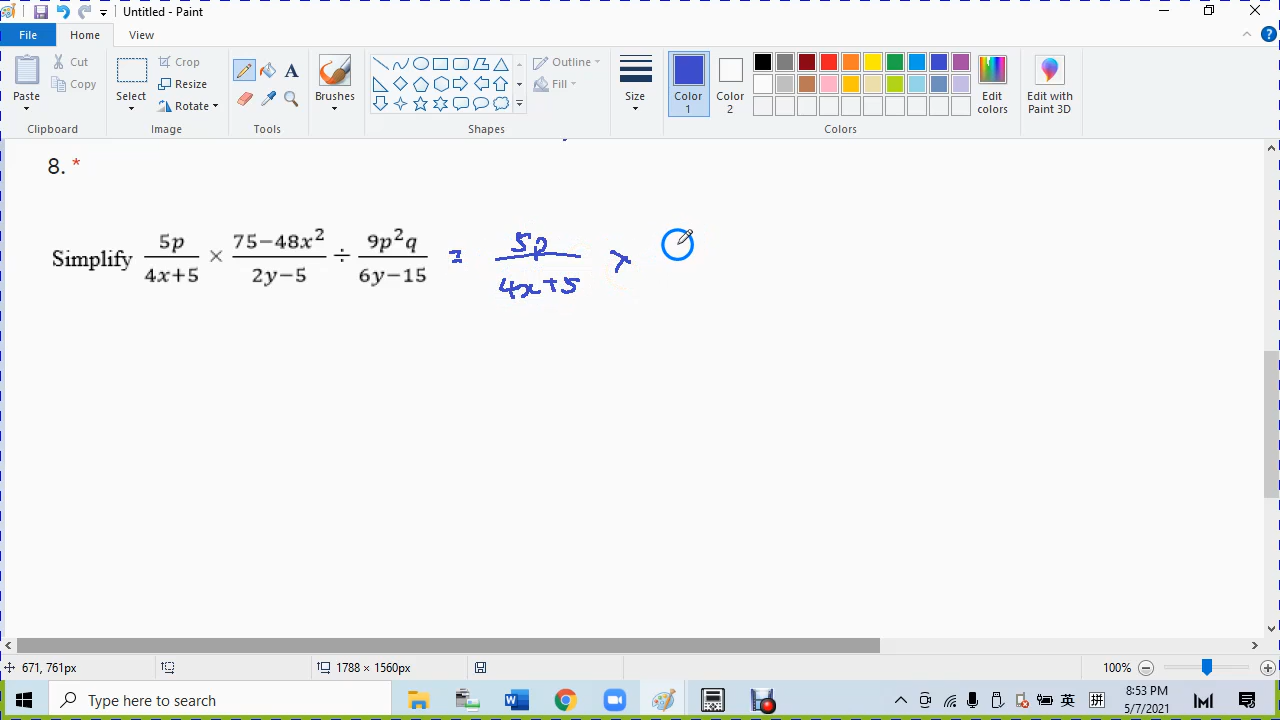 Untitled - Paint
File Home View
Paste Cut Copy
Clipboard
Select Crop Resize Rotate
Image
A
Tools
Brushes
Outline Fill
Shapes
Size
Color 1 Color 2
Edit colors
Colors
Edit with Paint 3D
8. *
Simplify 5p/4x+5 × 75−48x²/2y−5 ÷ 9p²q/6y−15 = 5p/4x+5 ×
671, 761px
1788 × 1560px
100%
Type here to search
英
拼
8:53 PM
5/7/2021